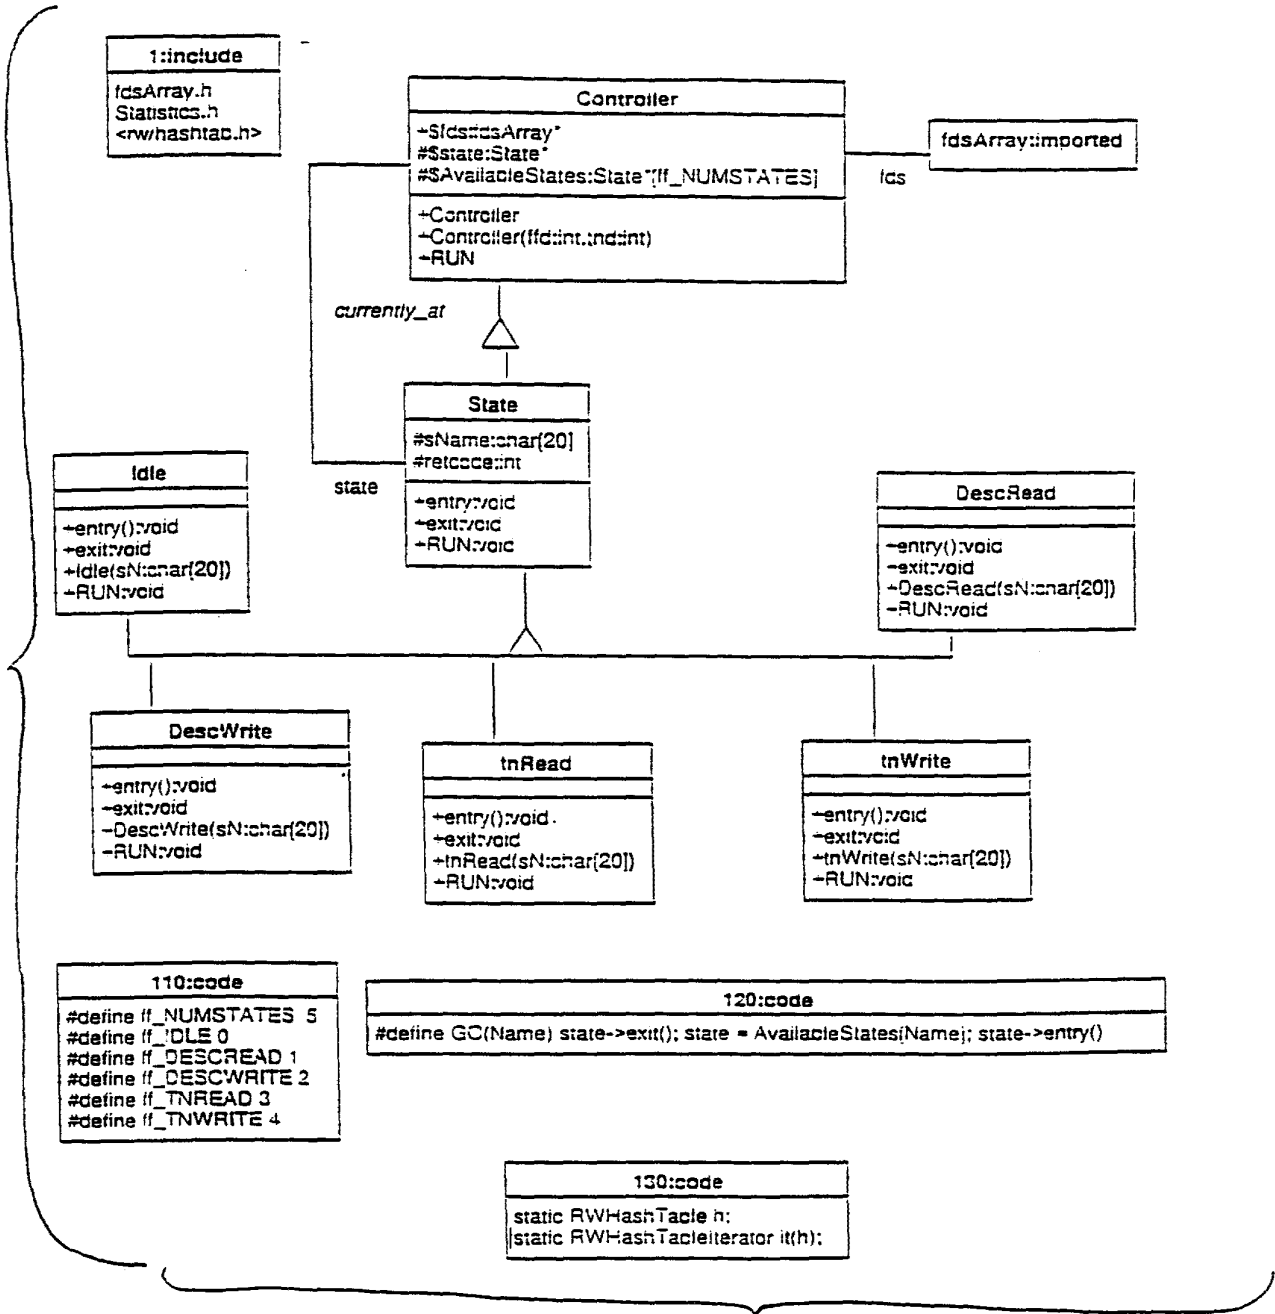 1:include
fdsArray.h
Statistics.h
<rw/hashtab.h>
Controller
+$fds:fdsArray*
#$state:State*
#$AvailableStates:State*[ff_NUMSTATES]
+Controller
+Controller(ffd:int,tnd:int)
+RUN
fdsArray::imported
fds
currently_at
State
#sName:char[20]
#retcode:int
+entry:void
+exit:void
+RUN:void
state
Idle
+entry():void
+exit:void
+Idle(sN:char[20])
+RUN:void
DescRead
+entry():void
+exit:void
+DescRead(sN:char[20])
+RUN:void
DescWrite
+entry():void
+exit:void
+DescWrite(sN:char[20])
+RUN:void
tnRead
+entry():void
+exit:void
+tnRead(sN:char[20])
+RUN:void
tnWrite
+entry():void
+exit:void
+tnWrite(sN:char[20])
+RUN:void
110:code
#define ff_NUMSTATES 5
#define ff_IDLE 0
#define ff_DESCREAD 1
#define ff_DESCWRITE 2
#define ff_TNREAD 3
#define ff_TNWRITE 4
120:code
#define GO(Name) state->exit(); state = AvailableStates[Name]; state->entry()
130:code
static RWHashTable h;
static RWHashTableIterator it(h);